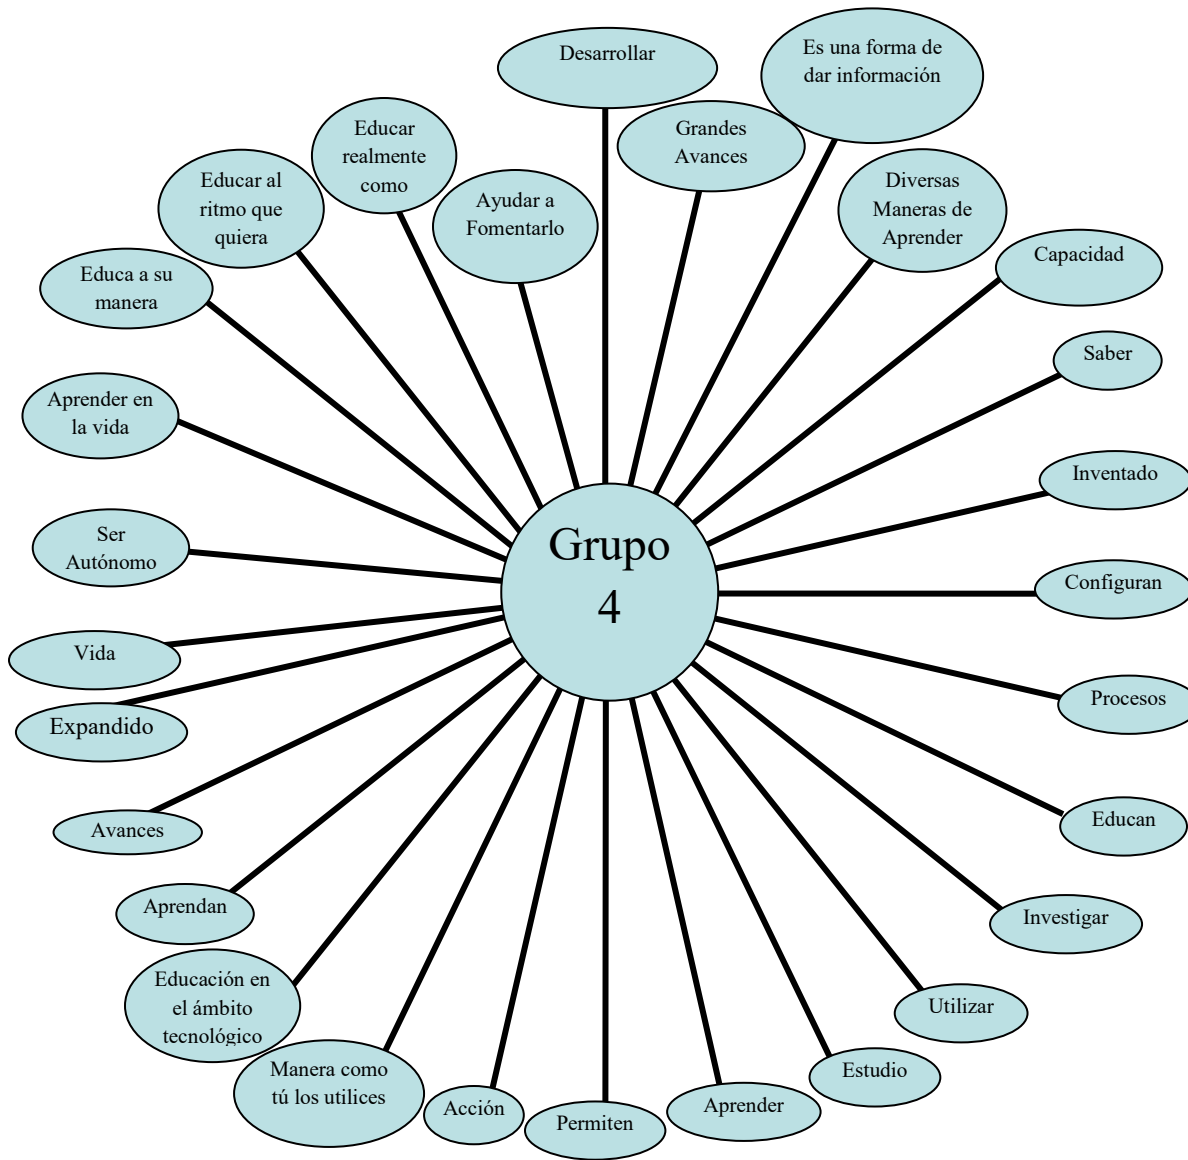 Desarrollar
Es una forma de
dar información
Grandes
Avances
Educar
realmente
como
Educar al
ritmo que
quiera
Ayudar a
Fomentarlo
Diversas
Maneras de
Aprender
Capacidad
Educa a su
manera
Saber
Aprender en
la vida
Inventado
Ser
Autónomo
Grupo
4
Configuran
Vida
Procesos
Expandido
Avances
Educan
Aprendan
Investigar
Educación en
el ámbito
tecnológico
Utilizar
Manera como
tú los utilices
Estudio
Acción
Permiten
Aprender